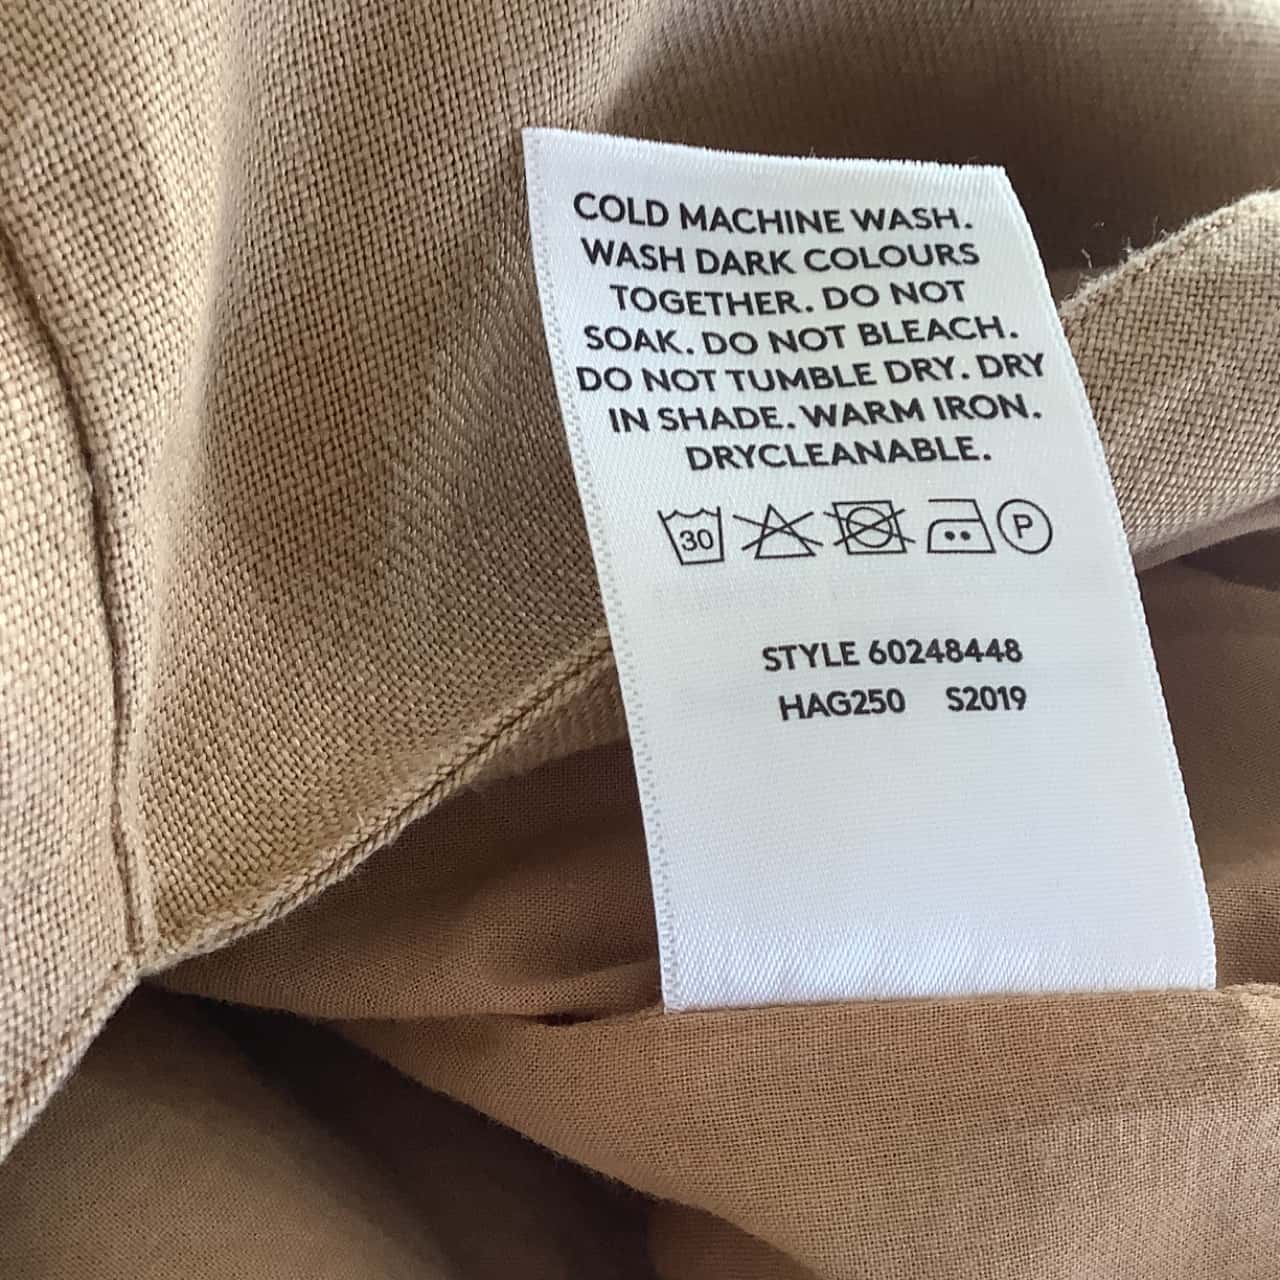 COLD MACHINE WASH.
WASH DARK COLOURS
TOGETHER. DO NOT
SOAK. DO NOT BLEACH.
DO NOT TUMBLE DRY. DRY
IN SHADE. WARM IRON.
DRYCLEANABLE.
30 P
STYLE 60248448
HAG250 S2019